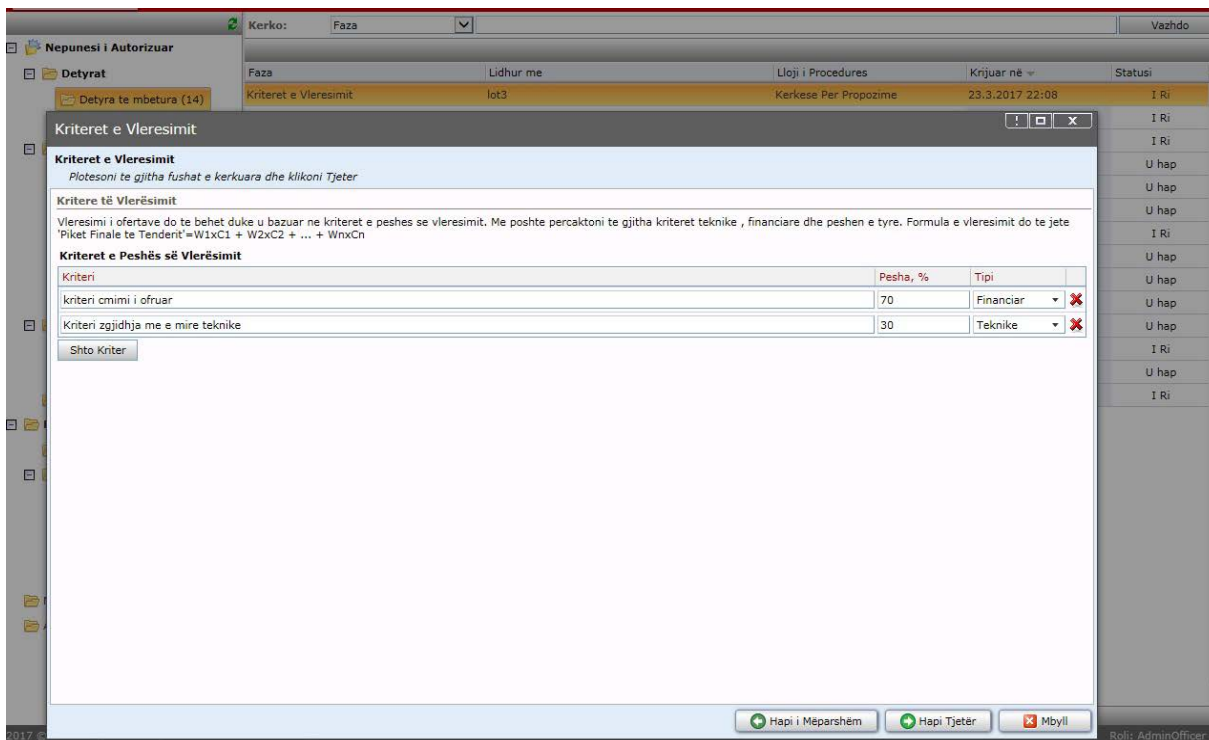 Kerko: Faza Vazhdo
Nepunesi i Autorizuar
Detyrat
Faza Lidhur me Lloji i Procedures Krijuar në Statusi
Detyra te mbetura (14)
Kriteret e Vleresimit lot3 Kerkese Per Propozime 23.3.2017 22:08 I Ri
I Ri
I Ri
U hap
U hap
U hap
I Ri
U hap
U hap
U hap
U hap
I Ri
U hap
I Ri
Kriteret e Vleresimit ! x
Kriteret e Vleresimit
Plotesoni te gjitha fushat e kerkuara dhe klikoni Tjeter
Kritere të Vlerësimit
Vleresimi i ofertave do te behet duke u bazuar ne kriteret e peshes se vleresimit. Me poshte percaktoni te gjitha kriteret teknike , financiare dhe peshen e tyre. Formula e vleresimit do te jete
'Piket Finale te Tenderit'=W1xC1 + W2xC2 + ... + WnxCn
Kriteret e Peshës së Vlerësimit
Kriteri Pesha, % Tipi
kriteri cmimi i ofruar 70 Financiar
Kriteri zgjidhja me e mire teknike 30 Teknike
Shto Kriter
Hapi i Mëparshëm Hapi Tjetër Mbyll
2017 © Roli: AdminOfficer